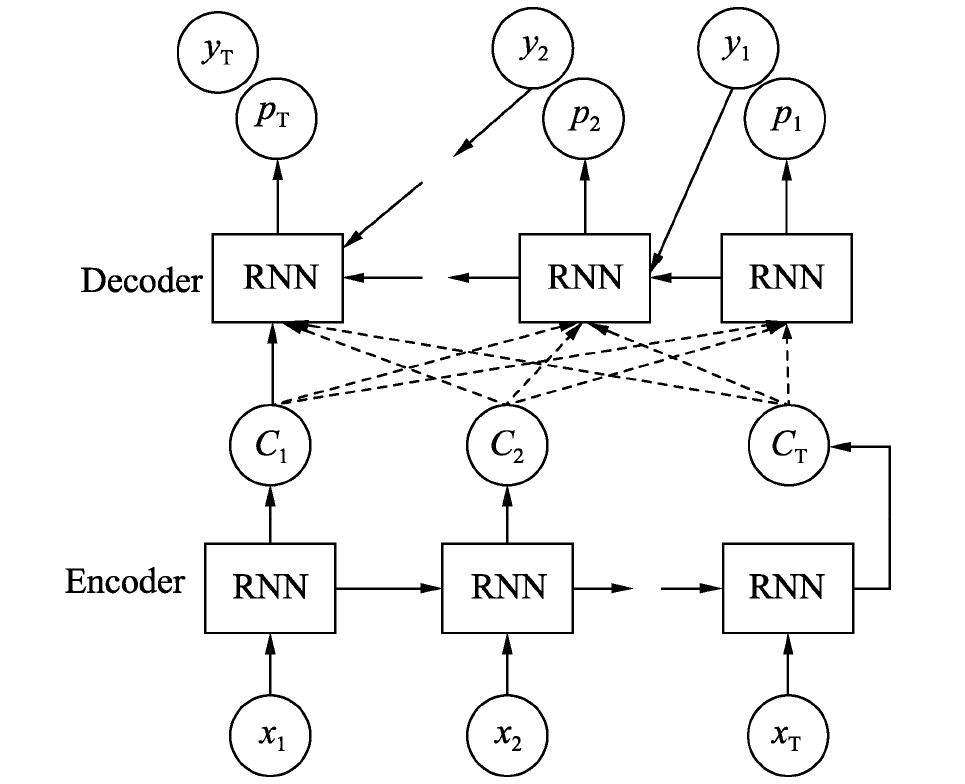 y_T y_2 y_1
p_T p_2 p_1
Decoder RNN RNN RNN
C_1 C_2 C_T
Encoder RNN RNN RNN
x_1 x_2 x_T